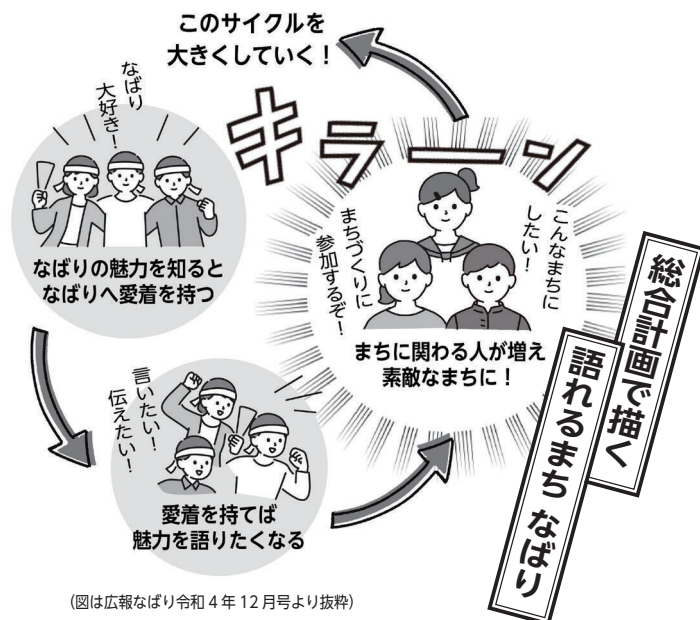 このサイクルを
大きくしていく！
キラーン
なばり
大好き！
なばりの魅力を知ると
なばりへ愛着を持つ
言いたい！
伝えたい！
愛着を持てば
魅力を語りたくなる
こんなまちに
したい！
まちづくりに
参加するぞ！
まちに関わる人が増え
素敵なまちに！
総合計画で描く
語れるまち なばり
(図は広報なばり令和4年12月号より抜粋)